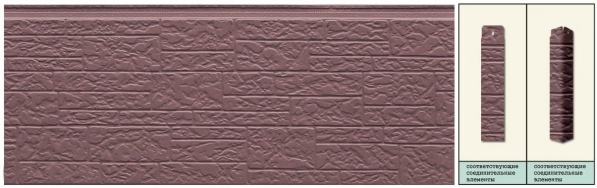 соответствующие
соединительные
элементы
соответствующие
соединительные
элементы